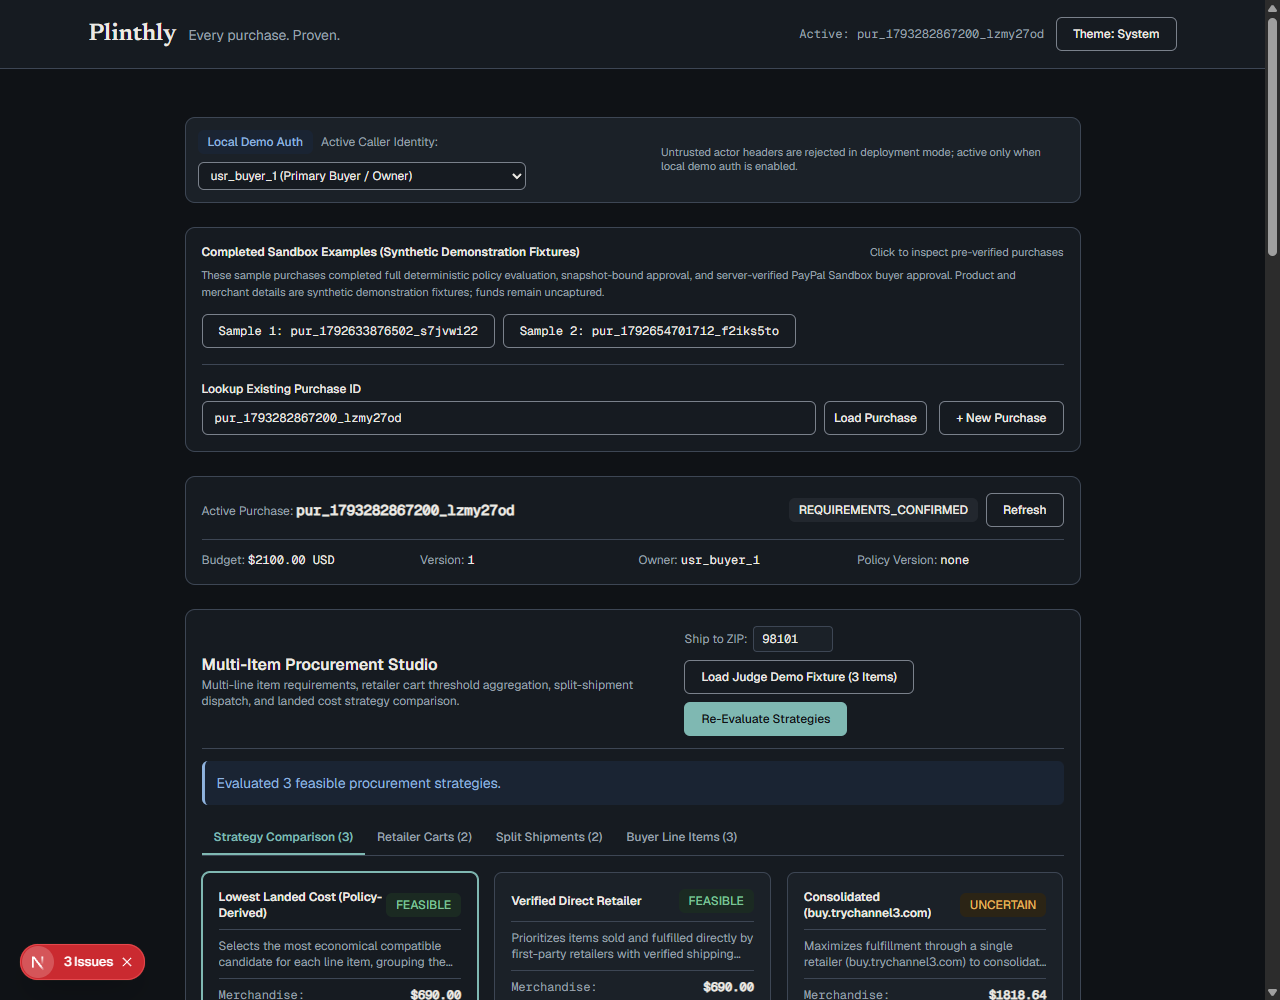 Plinthly Every purchase. Proven.
Active: pur_1793282867200_lzmy27od
Theme: System
Local Demo Auth
Active Caller Identity:
usr_buyer_1 (Primary Buyer / Owner)
Untrusted actor headers are rejected in deployment mode; active only when
local demo auth is enabled.
Completed Sandbox Examples (Synthetic Demonstration Fixtures)
Click to inspect pre-verified purchases
These sample purchases completed full deterministic policy evaluation, snapshot-bound approval, and server-verified PayPal Sandbox buyer approval. Product and
merchant details are synthetic demonstration fixtures; funds remain uncaptured.
Sample 1: pur_1792633876502_s7jvwi22
Sample 2: pur_1792654701712_f2iks5to
Lookup Existing Purchase ID
pur_1793282867200_lzmy27od
Load Purchase
+ New Purchase
Active Purchase: pur_1793282867200_lzmy27od
REQUIREMENTS_CONFIRMED
Refresh
Budget: $2100.00 USD
Version: 1
Owner: usr_buyer_1
Policy Version: none
Ship to ZIP: 98101
Multi-Item Procurement Studio
Multi-line item requirements, retailer cart threshold aggregation, split-shipment
dispatch, and landed cost strategy comparison.
Load Judge Demo Fixture (3 Items)
Re-Evaluate Strategies
Evaluated 3 feasible procurement strategies.
Strategy Comparison (3)
Retailer Carts (2)
Split Shipments (2)
Buyer Line Items (3)
Lowest Landed Cost (Policy-
Derived)
FEASIBLE
Selects the most economical compatible
candidate for each line item, grouping the...
Merchandise: $690.00
Verified Direct Retailer
FEASIBLE
Prioritizes items sold and fulfilled directly by
first-party retailers with verified shipping...
Merchandise: $690.00
Consolidated
(buy.trychannel3.com)
UNCERTAIN
Maximizes fulfillment through a single
retailer (buy.trychannel3.com) to consolidat...
Merchandise: $1818.64
N 3 Issues